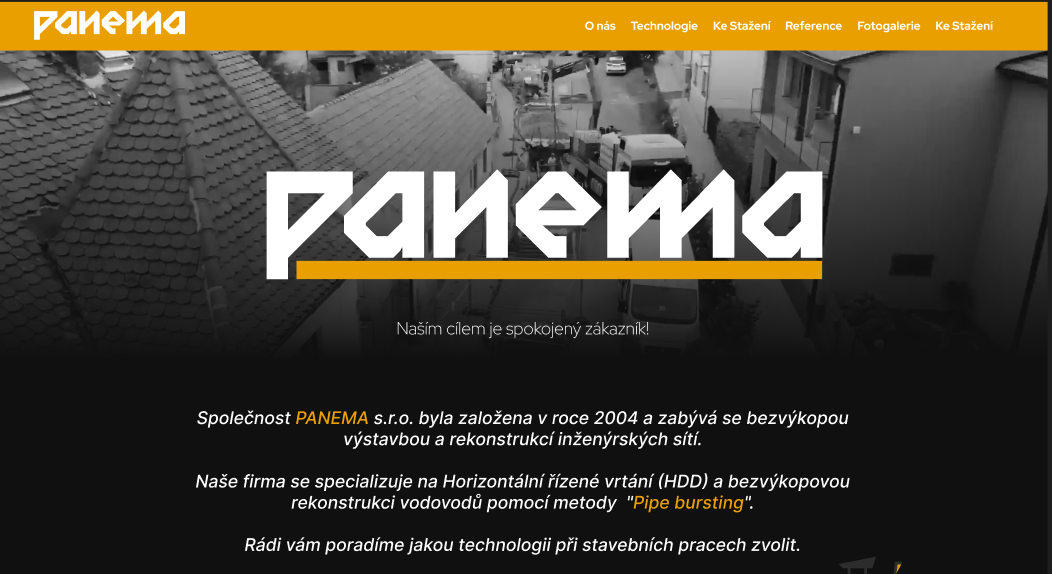 panema
O nás Technologie Ke Stažení Reference Fotogalerie Ke Stažení
panema
Naším cílem je spokojený zákazník!
Společnost PANEMA s.r.o. byla založena v roce 2004 a zabývá se bezvýkopou
výstavbou a rekonstrukcí inženýrských sítí.
Naše firma se specializuje na Horizontální řízené vrtání (HDD) a bezvýkopovou
rekonstrukci vodovodů pomocí metody "Pipe bursting".
Rádi vám poradíme jakou technologii při stavebních pracech zvolit.